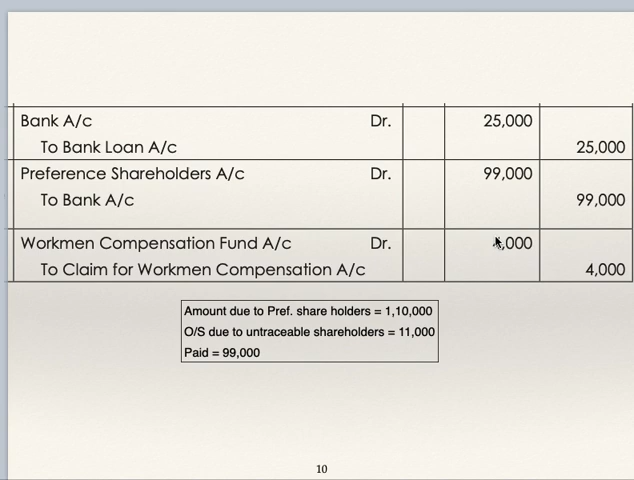 Bank A/c Dr. 25,000
To Bank Loan A/c 25,000
Preference Shareholders A/c Dr. 99,000
To Bank A/c 99,000
Workmen Compensation Fund A/c Dr. ,000
To Claim for Workmen Compensation A/c 4,000
Amount due to Pref. share holders = 1,10,000
O/S due to untraceable shareholders = 11,000
Paid = 99,000
10